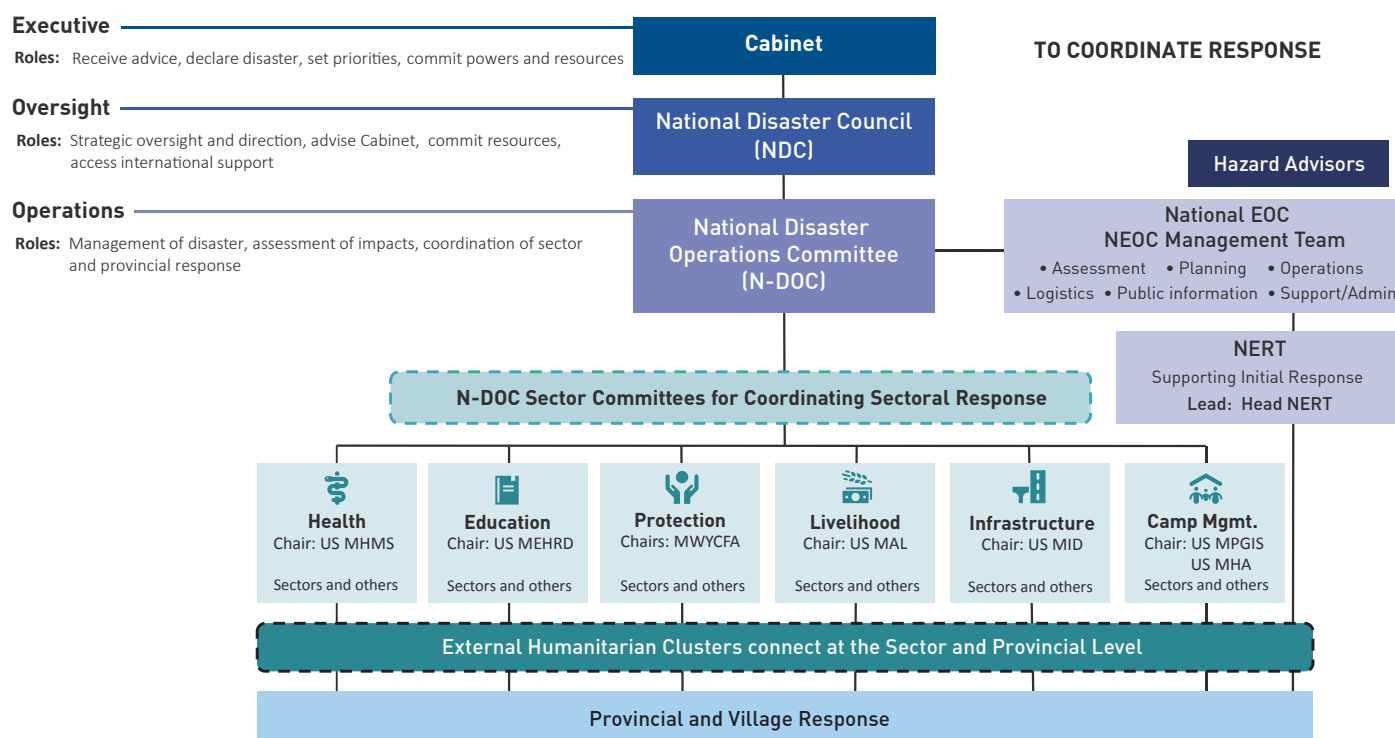 Executive
Roles: Receive advice, declare disaster, set priorities, commit powers and resources
Cabinet
TO COORDINATE RESPONSE
Oversight
Roles: Strategic oversight and direction, advise Cabinet, commit resources,
access international support
National Disaster Council
(NDC)
Hazard Advisors
Operations
Roles: Management of disaster, assessment of impacts, coordination of sector
and provincial response
National Disaster
Operations Committee
(N-DOC)
National EOC
NEOC Management Team
• Assessment • Planning • Operations
• Logistics • Public information • Support/Admin
NERT
Supporting Initial Response
Lead: Head NERT
N-DOC Sector Committees for Coordinating Sectoral Response
Health
Chair: US MHMS
Sectors and others
Education
Chair: US MEHRD
Sectors and others
Protection
Chairs: MWYCFA
Sectors and others
Livelihood
Chair: US MAL
Sectors and others
Infrastructure
Chair: US MID
Sectors and others
Camp Mgmt.
Chair: US MPGIS
US MHA
Sectors and others
External Humanitarian Clusters connect at the Sector and Provincial Level
Provincial and Village Response